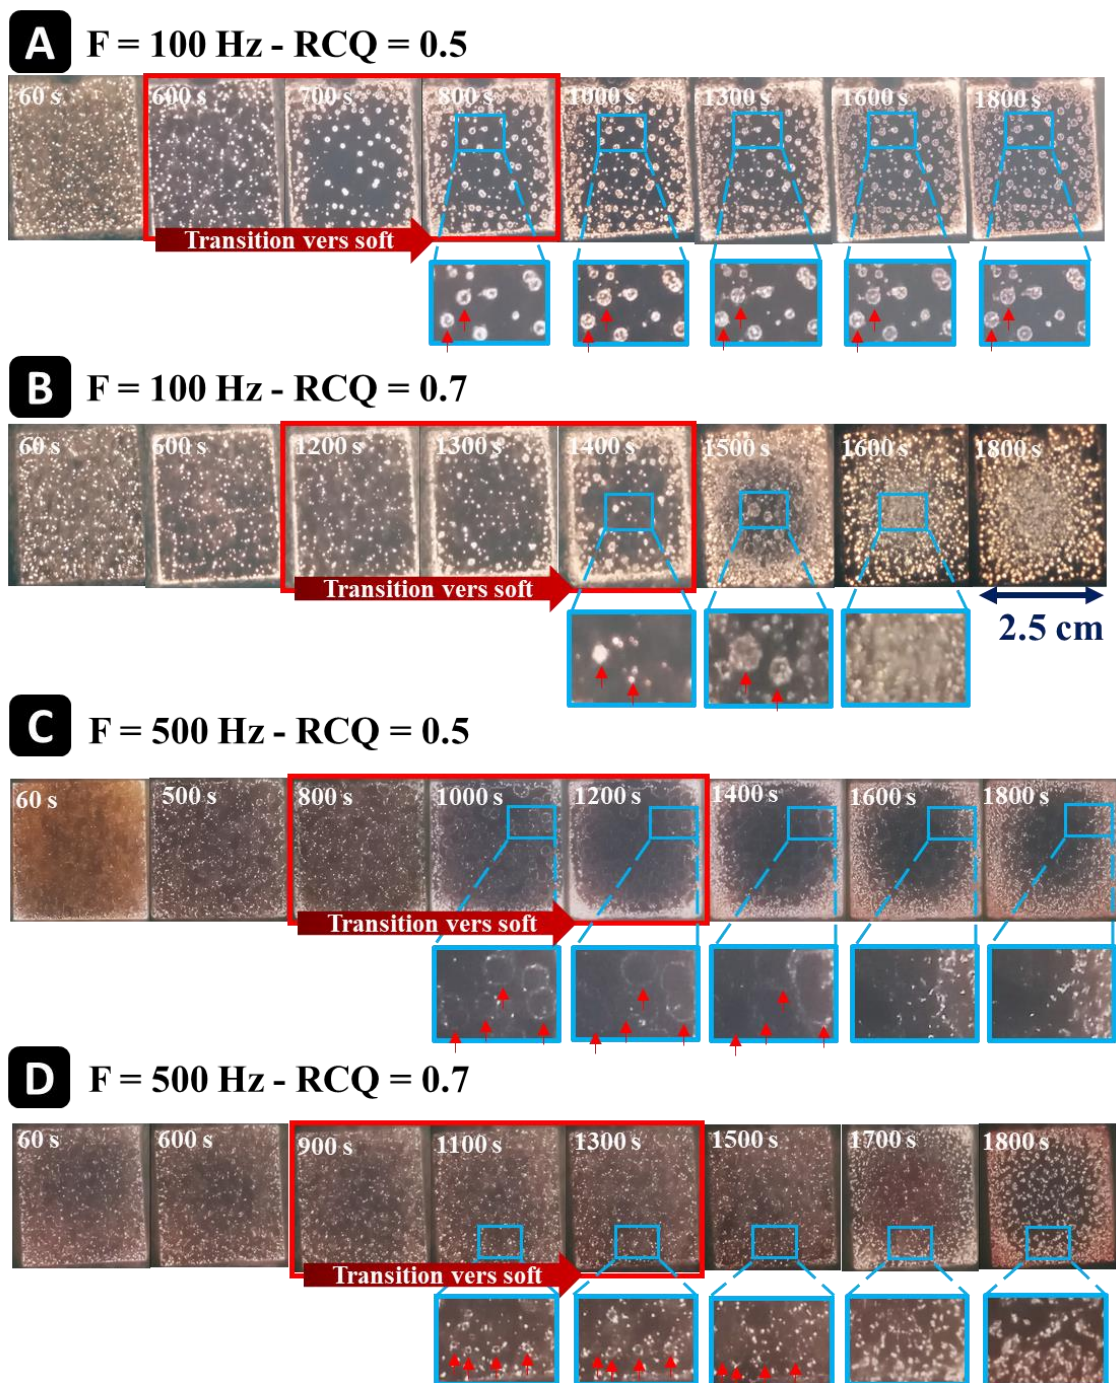 A F = 100 Hz - RCQ = 0.5
60 s 600 s 700 s 800 s 1000 s 1300 s 1600 s 1800 s
Transition vers soft
B F = 100 Hz - RCQ = 0.7
60 s 600 s 1200 s 1300 s 1400 s 1500 s 1600 s 1800 s
Transition vers soft
2.5 cm
C F = 500 Hz - RCQ = 0.5
60 s 500 s 800 s 1000 s 1200 s 1400 s 1600 s 1800 s
Transition vers soft
D F = 500 Hz - RCQ = 0.7
60 s 600 s 900 s 1100 s 1300 s 1500 s 1700 s 1800 s
Transition vers soft